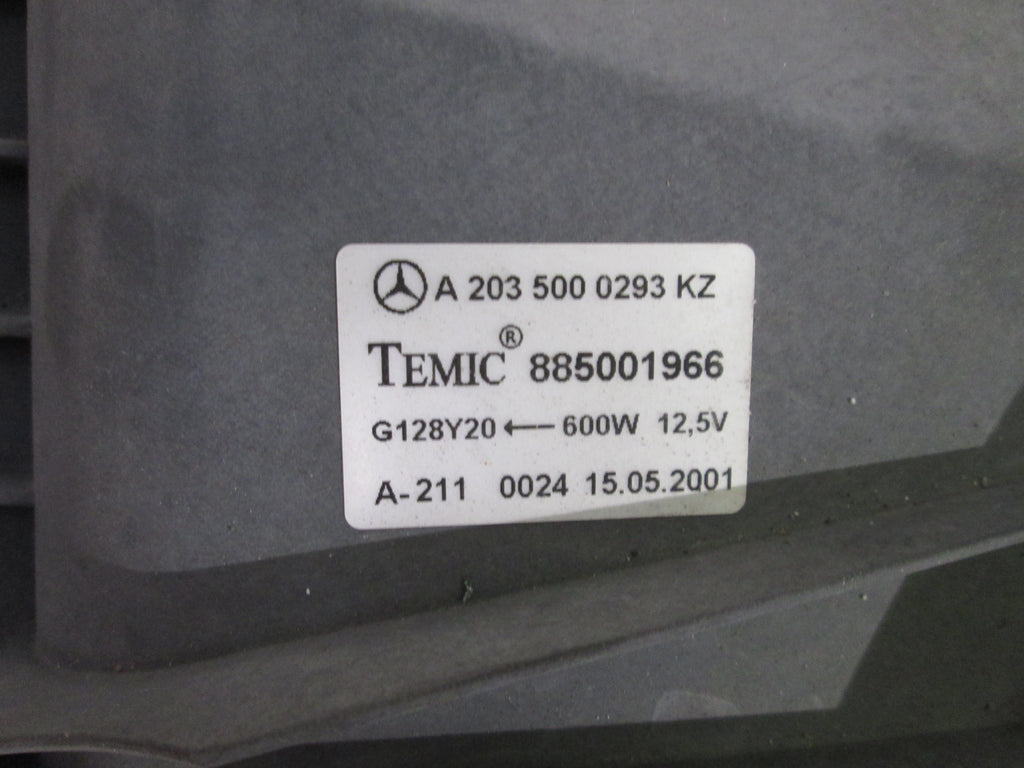 A 203 500 0293 KZ
TEMIC® 885001966
G128Y20 ← 600W 12,5V
A-211 0024 15.05.2001